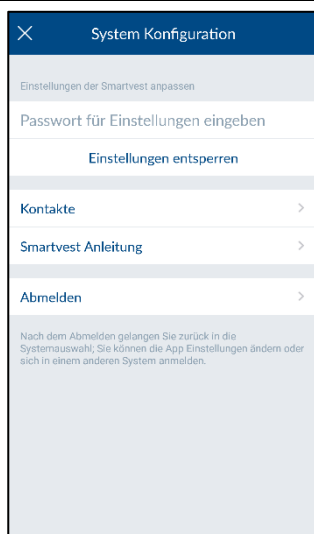 System Konfiguration
Einstellungen der Smartvest anpassen
Passwort für Einstellungen eingeben
Einstellungen entsperren
Kontakte
Smartvest Anleitung
Abmelden
Nach dem Abmelden gelangen Sie zurück in die
Systemauswahl; Sie können die App Einstellungen ändern oder
sich in einem anderen System anmelden.